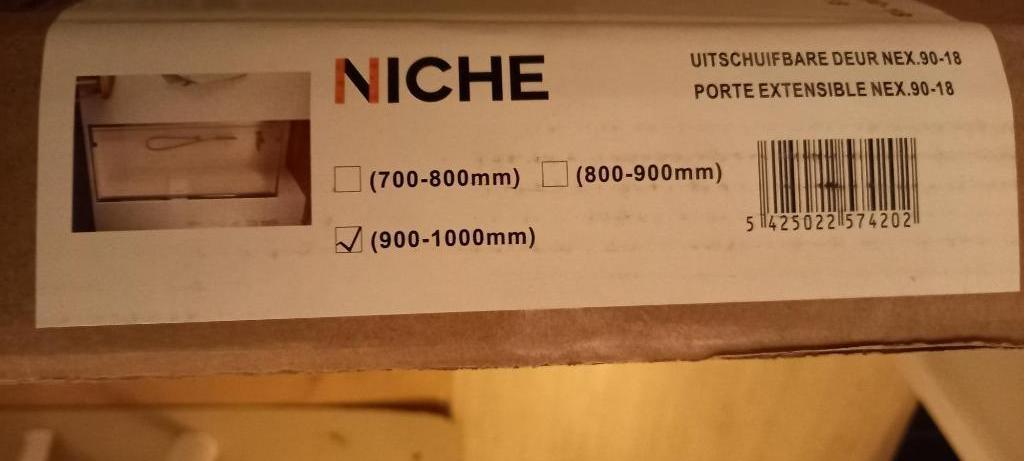 NICHE
UITSCHUIFBARE DEUR NEX.90-18
PORTE EXTENSIBLE NEX.90-18
(700-800mm) (800-900mm)
(900-1000mm)
5 425022 574202